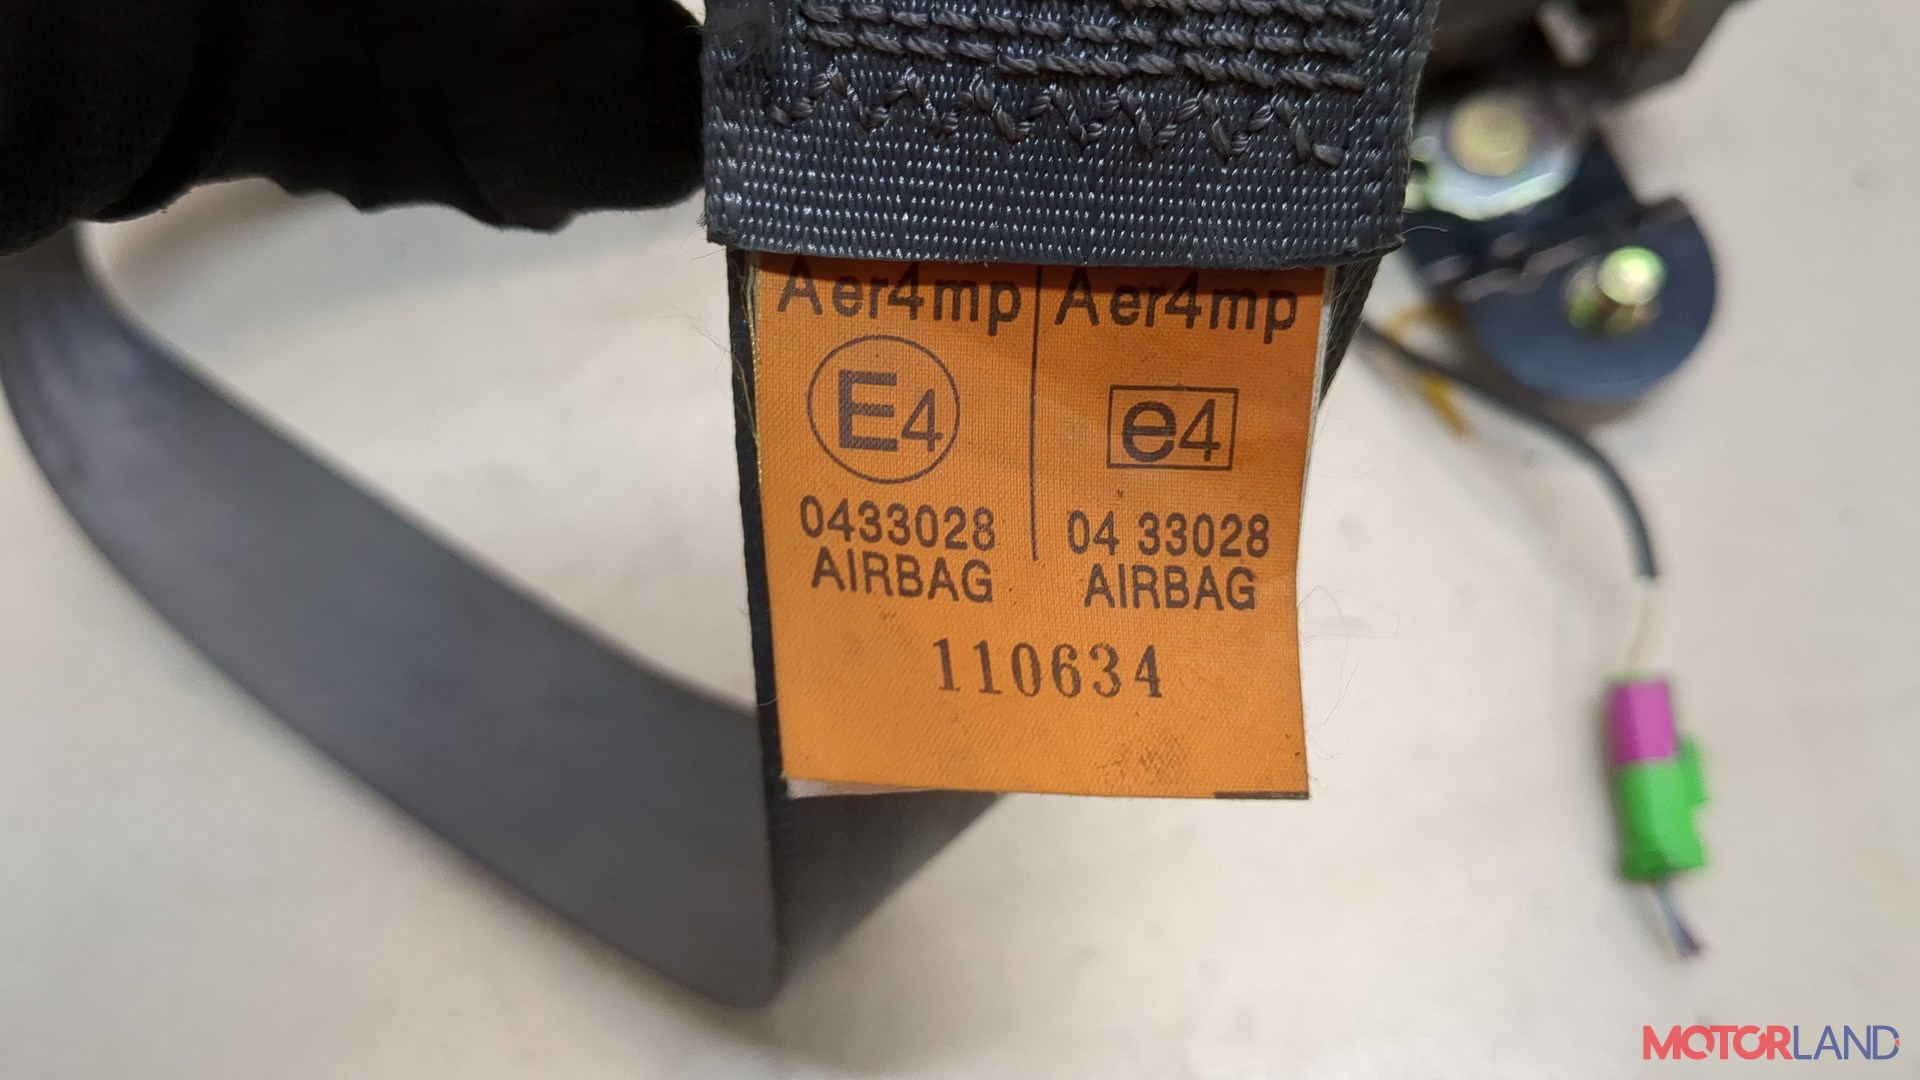 Aer4mp Aer4mp
E4 e4
0433028 04 33028
AIRBAG AIRBAG
110634
MOTORLAND